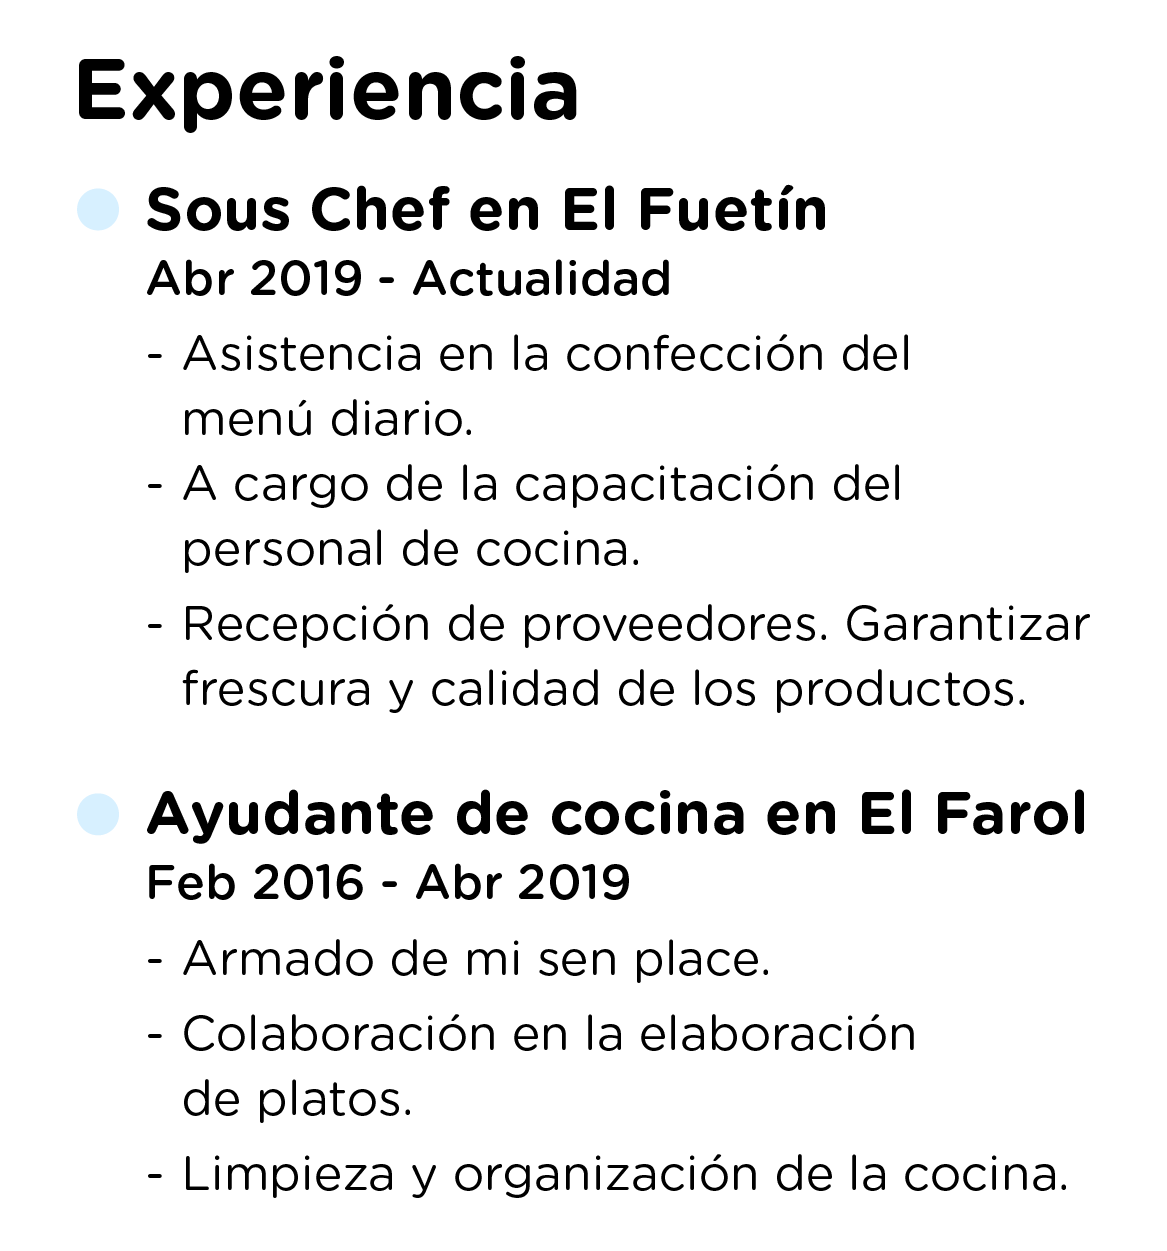 Experiencia
Sous Chef en El Fuetín
Abr 2019 - Actualidad
- Asistencia en la confección del
menú diario.
- A cargo de la capacitación del
personal de cocina.
- Recepción de proveedores. Garantizar
frescura y calidad de los productos.
Ayudante de cocina en El Farol
Feb 2016 - Abr 2019
- Armado de mi sen place.
- Colaboración en la elaboración
de platos.
- Limpieza y organización de la cocina.